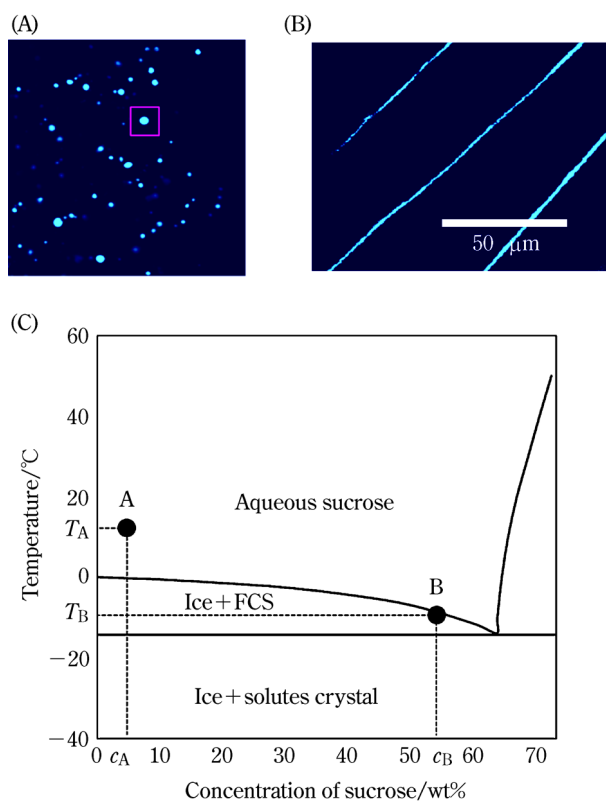 (A)
(B)
50 μm
(C)
60
40
20
0
−20
−40
T_A
T_B
Temperature/℃
A
B
Aqueous sucrose
Ice+FCS
Ice+solutes crystal
0 c_A 20 30 40 50 c_B 60 70
Concentration of sucrose/wt%